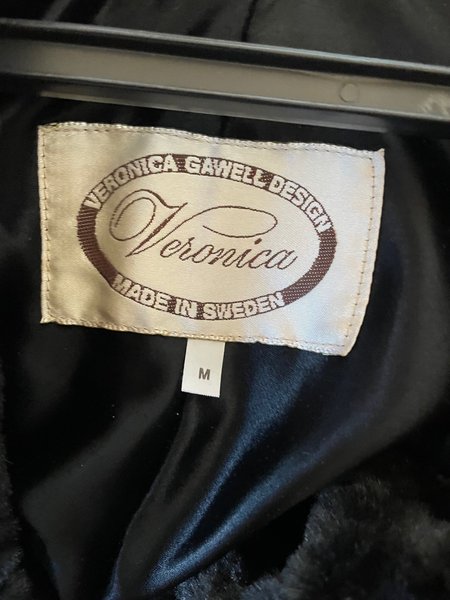 VERONICA GAWELL DESIGN
Veronica
MADE IN SWEDEN
M